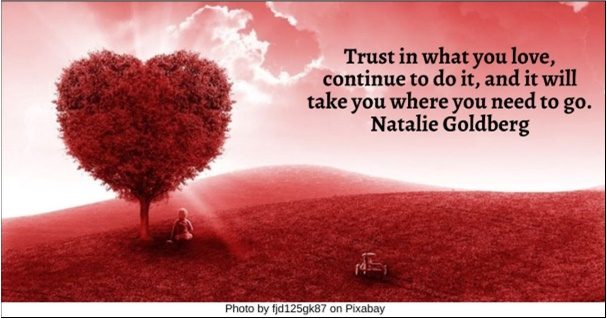 Trust in what you love,
continue to do it, and it will
take you where you need to go.
Natalie Goldberg
Photo by fjd125gk87 on Pixabay